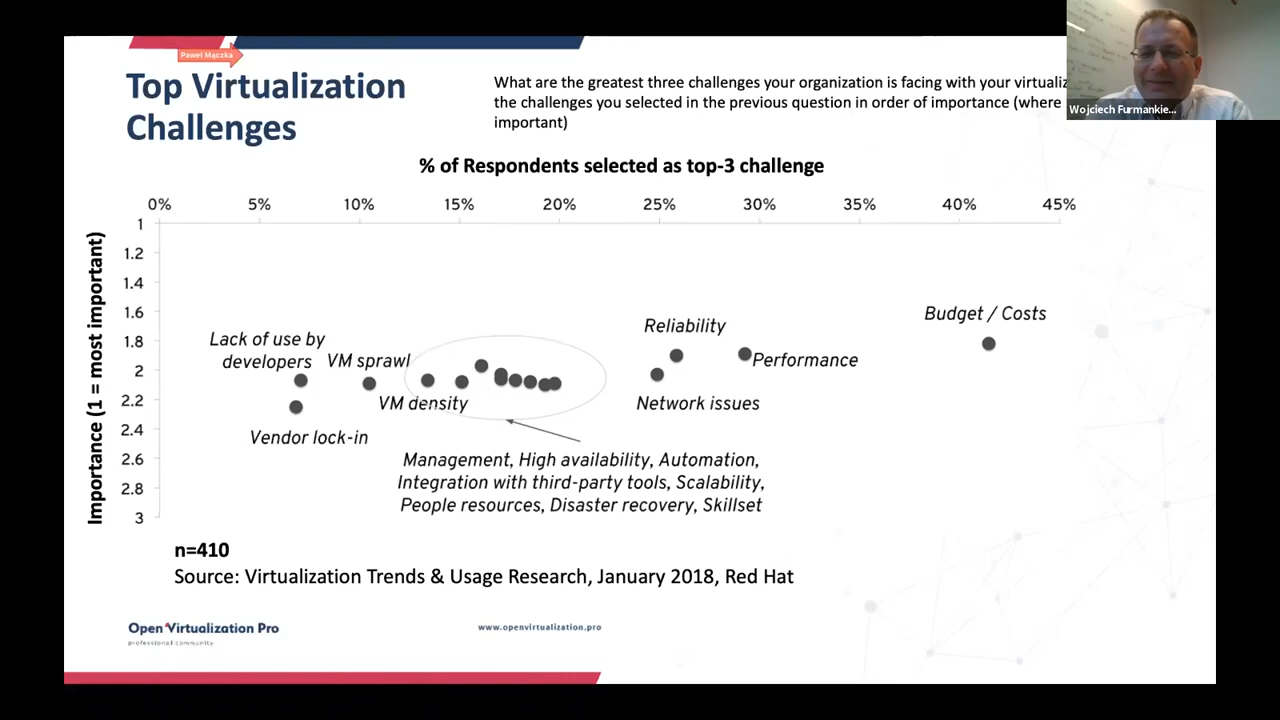 Paweł Mączka
Top Virtualization
Challenges
What are the greatest three challenges your organization is facing with your
the challenges you selected in the previous question in order of importance (where
important)
Wojciech Furmankie...
% of Respondents selected as top-3 challenge
0% 5% 10% 15% 20% 25% 30% 35% 40% 45%
Importance (1 = most important)
1
1.2
1.4
1.6
1.8
2
2.2
2.4
2.6
2.8
3
Budget / Costs
Reliability
Performance
Network issues
Lack of use by
developers
VM sprawl
VM density
Vendor lock-in
Management, High availability, Automation,
Integration with third-party tools, Scalability,
People resources, Disaster recovery, Skillset
n=410
Source: Virtualization Trends & Usage Research, January 2018, Red Hat
Open Virtualization Pro
professional community
www.openvirtualization.pro